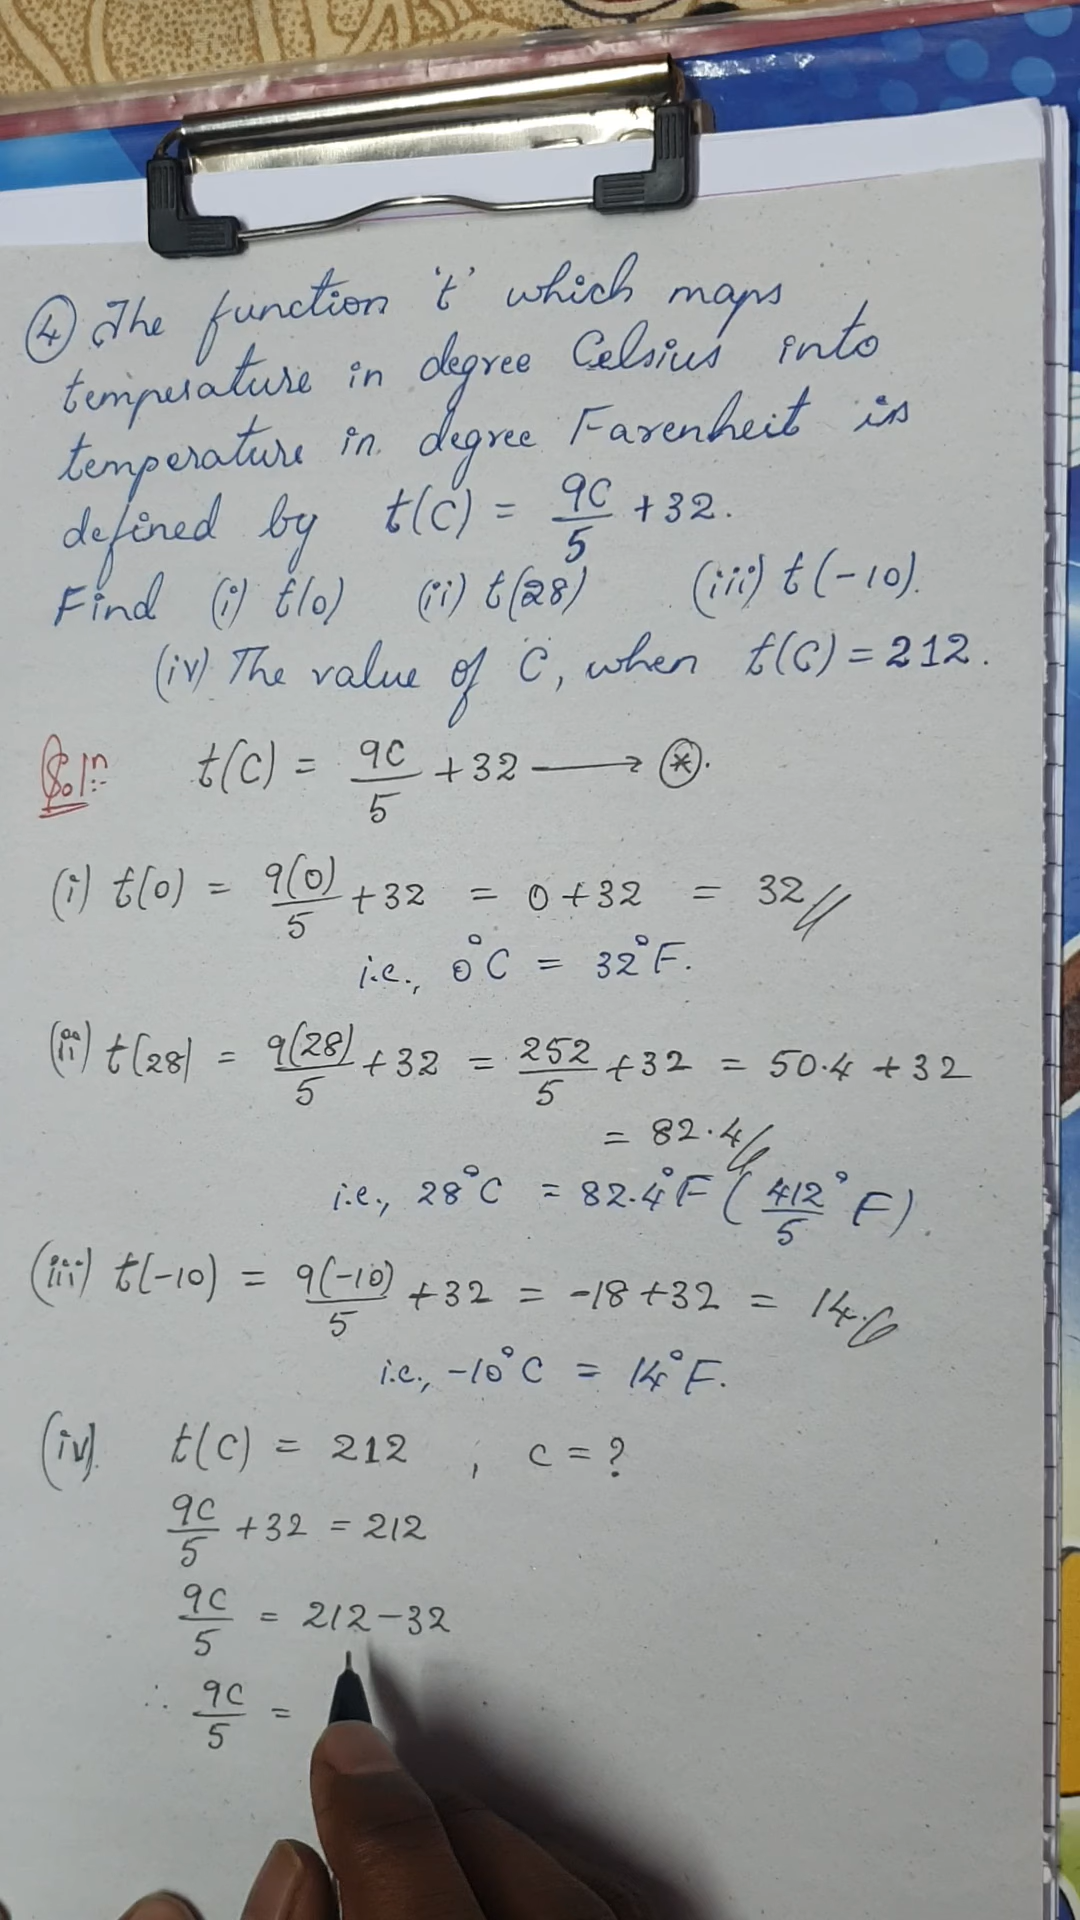 ④ The function 't' which maps
temperature in degree Celsius into
temperature in degree Farenheit is
defined by t(C) = 9C/5 + 32.
Find (i) t(0) (ii) t(28) (iii) t(-10).
(iv) The value of C, when t(C) = 212.
Soln:- t(C) = 9C/5 + 32 ⟶ ⊛.
(i) t(0) = 9(0)/5 + 32 = 0 + 32 = 32//
i.e., 0°C = 32°F.
(ii) t(28) = 9(28)/5 + 32 = 252/5 + 32 = 50.4 + 32
= 82.4//
i.e., 28°C = 82.4°F (412/5 °F).
(iii) t(-10) = 9(-10)/5 + 32 = -18 + 32 = 14.//
i.e., -10°C = 14°F.
(iv). t(C) = 212 , C = ?
9C/5 + 32 = 212
9C/5 = 212 - 32
∴ 9C/5 =